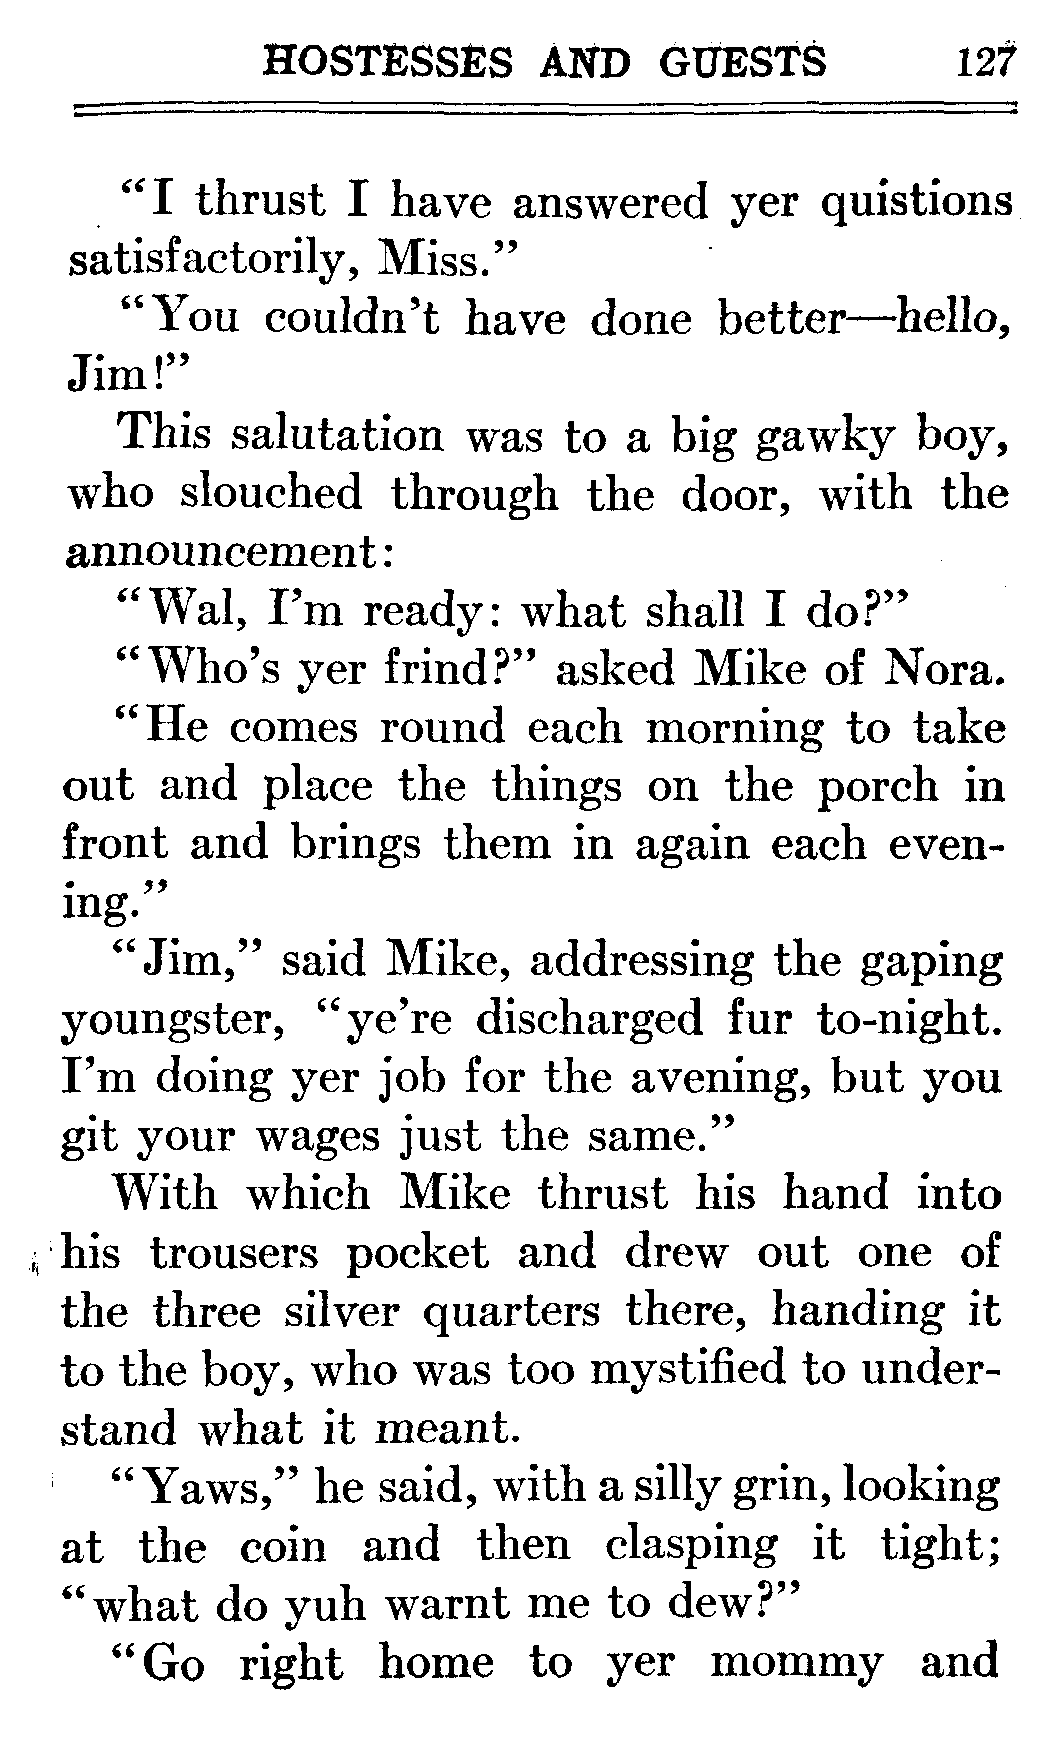 HOSTESSES AND GUESTS 127
"I thrust I have answered yer quistions
satisfactorily, Miss."
"You couldn't have done better—hello,
Jim!"
This salutation was to a big gawky boy,
who slouched through the door, with the
announcement:
"Wal, I'm ready: what shall I do?"
"Who's yer frind?" asked Mike of Nora.
"He comes round each morning to take
out and place the things on the porch in
front and brings them in again each even-
ing."
"Jim," said Mike, addressing the gaping
youngster, "ye're discharged fur to-night.
I'm doing yer job for the avening, but you
git your wages just the same."
With which Mike thrust his hand into
his trousers pocket and drew out one of
the three silver quarters there, handing it
to the boy, who was too mystified to under-
stand what it meant.
"Yaws," he said, with a silly grin, looking
at the coin and then clasping it tight;
"what do yuh warnt me to dew?"
"Go right home to yer mommy and